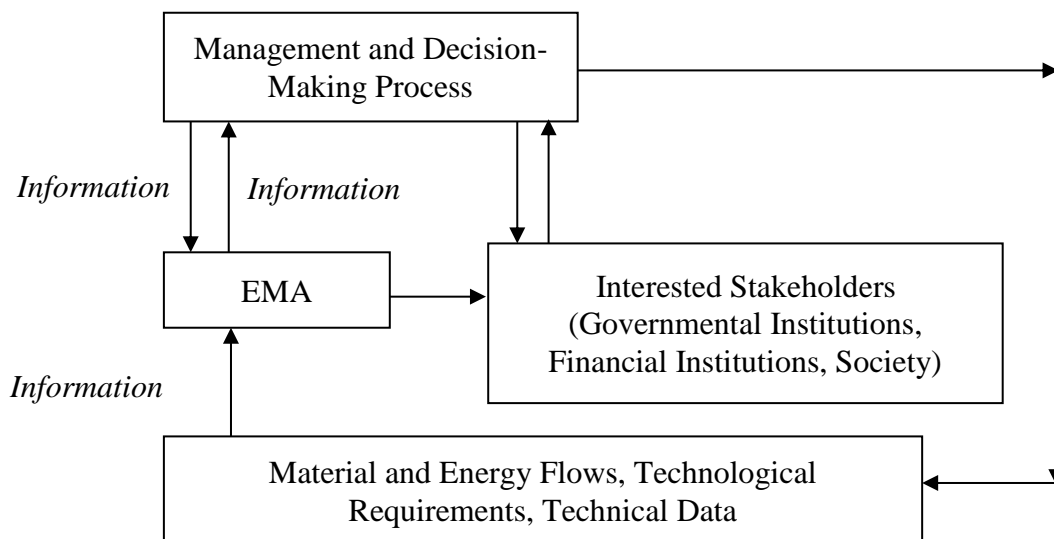 Management and Decision-
Making Process
Information
Information
EMA
Interested Stakeholders
(Governmental Institutions,
Financial Institutions, Society)
Information
Material and Energy Flows, Technological
Requirements, Technical Data